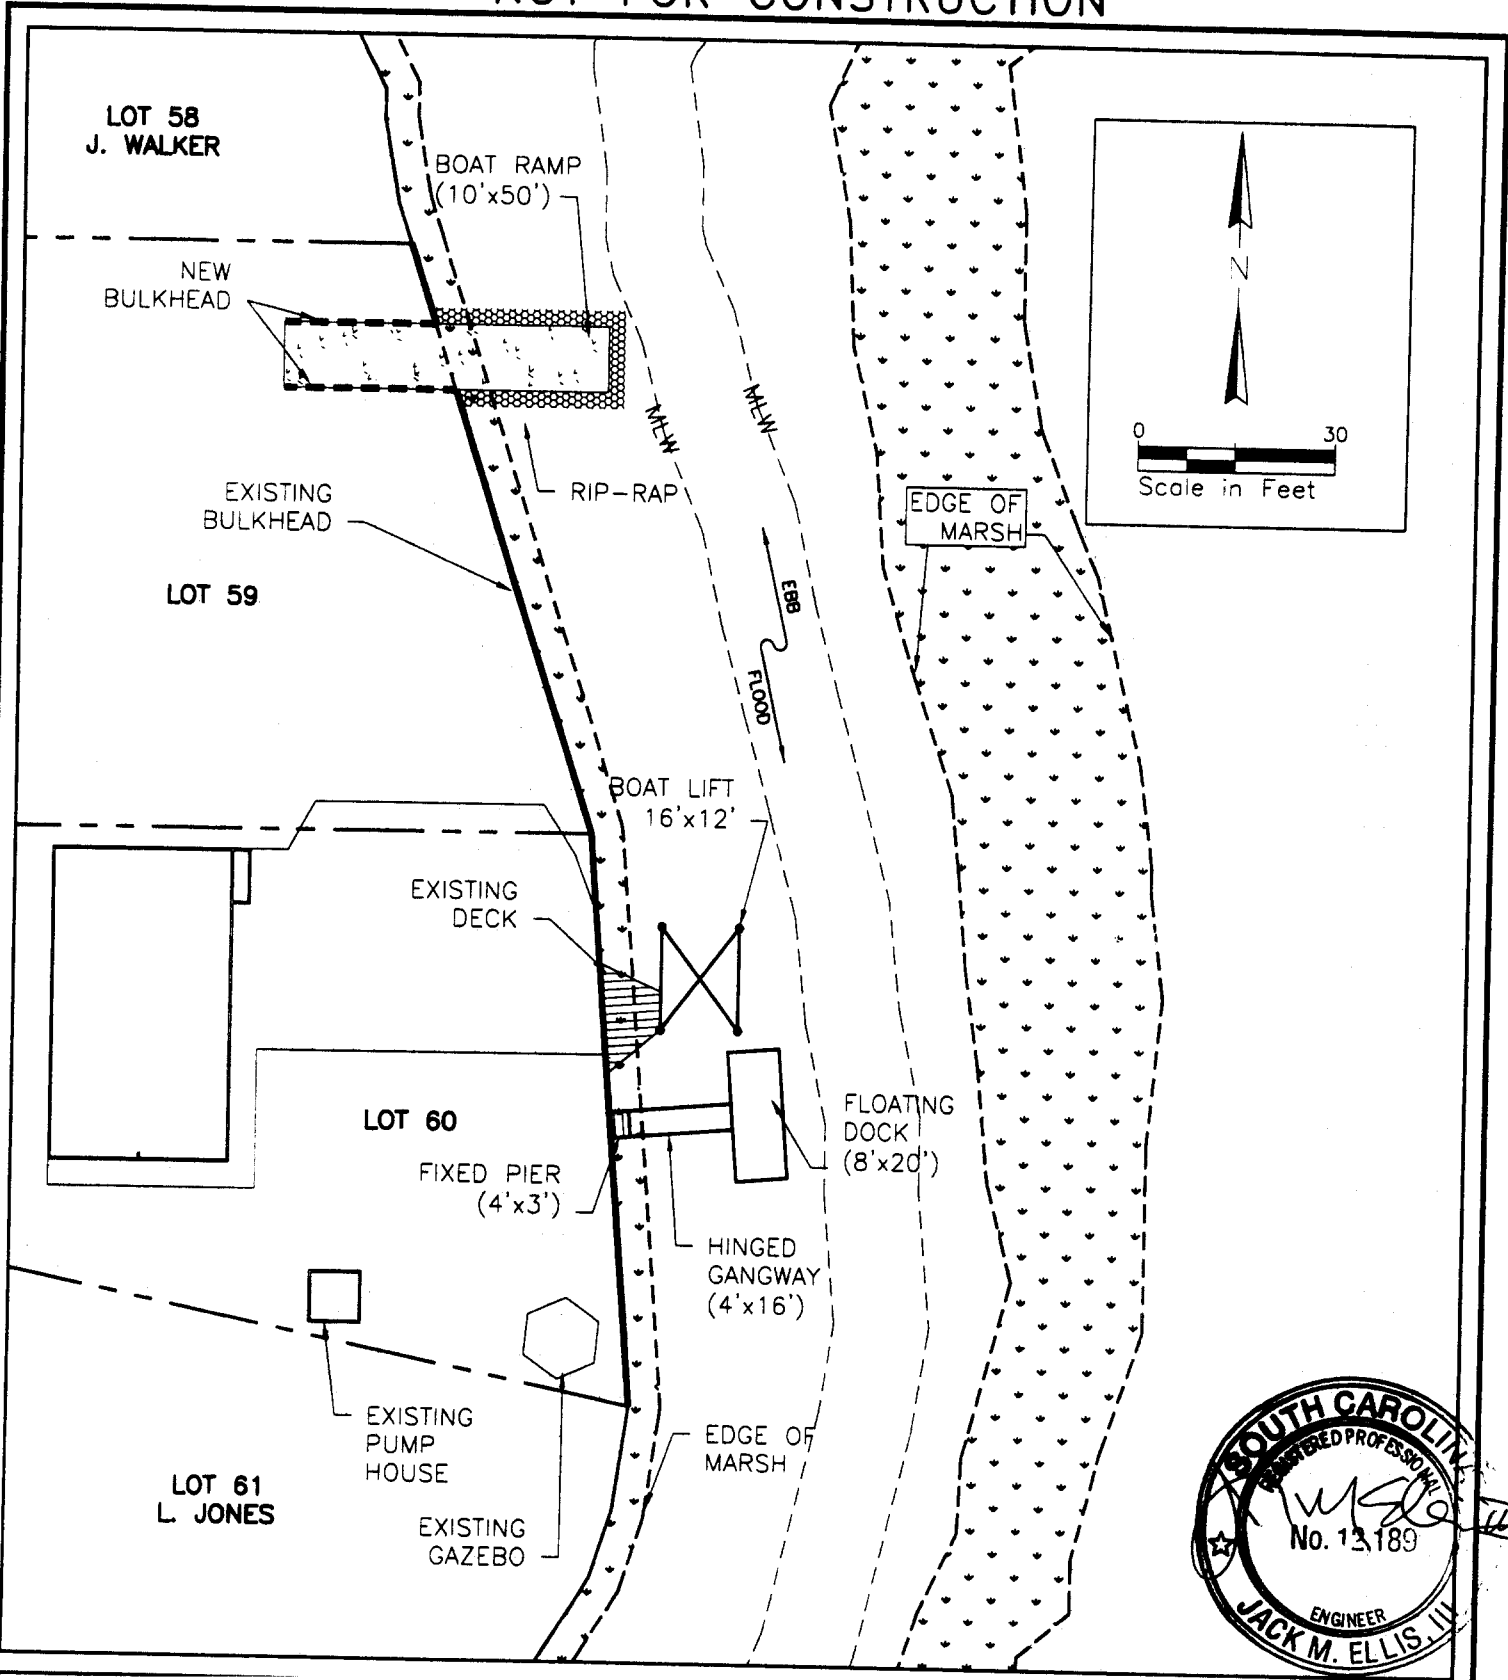 NOT FOR CONSTRUCTION
LOT 58
J. WALKER
BOAT RAMP
(10'x50')
NEW
BULKHEAD
N
0 30
Scale in Feet
MLW
MLW
EXISTING
BULKHEAD
RIP-RAP
EDGE OF
MARSH
LOT 59
EBB
FLOOD
BOAT LIFT
16'x12'
EXISTING
DECK
LOT 60
FLOATING
DOCK
(8'x20')
FIXED PIER
(4'x3')
HINGED
GANGWAY
(4'x16')
EXISTING
PUMP
HOUSE
EDGE OF
MARSH
LOT 61
L. JONES
EXISTING
GAZEBO
SOUTH CAROLINA
REGISTERED PROFESSIONAL
No. 13,189
ENGINEER
JACK M. ELLIS, III